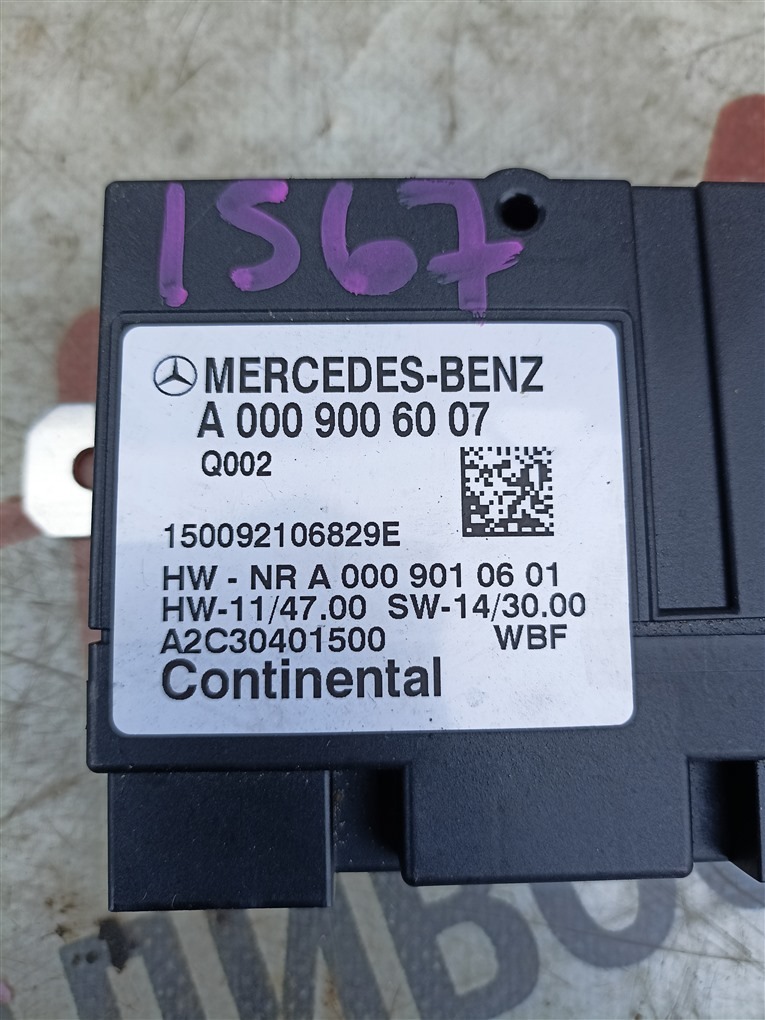 1567
MERCEDES-BENZ
A 000 900 60 07
Q002
150092106829E
HW - NR A 000 901 06 01
HW-11/47.00 SW-14/30.00
A2C30401500 WBF
Continental